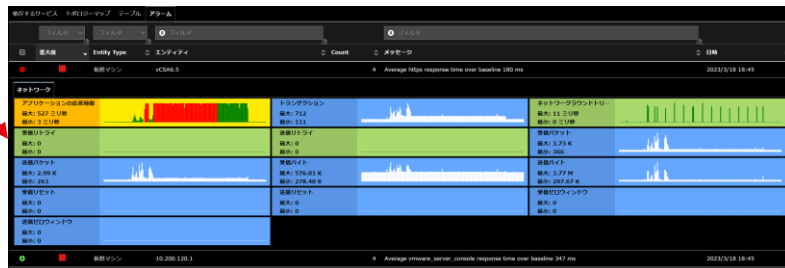 依存するサービス トポロジーマップ テーブル アラーム
フィルタ フィルタ フィルタ フィルタ
重大度 Entity Type エンティティ Count メッセージ 日時
仮想マシン vCSA6.5 4 Average https response time over baseline 180 ms 2023/3/18 18:45
ネットワーク
アプリケーションの応答時間
最大: 527 ミリ秒
最小: 3 ミリ秒
トランザクション
最大: 712
最小: 111
ネットワークラウンドトリ...
最大: 11 ミリ秒
最小: 0 ミリ秒
受信リトライ
最大: 0
最小: 0
送信リトライ
最大: 0
最小: 0
受信パケット
最大: 3.73 K
最小: 366
送信パケット
最大: 2.99 K
最小: 263
受信バイト
最大: 576.01 K
最小: 278.40 K
送信バイト
最大: 3.77 M
最小: 297.67 K
受信リセット
最大: 0
最小: 0
送信リセット
最大: 0
最小: 0
受信ゼロウィンドウ
最大: 0
最小: 0
送信ゼロウィンドウ
最大: 0
最小: 0
仮想マシン 10.200.120.1 4 Average vmware_server_console response time over baseline 347 ms 2023/3/18 18:45